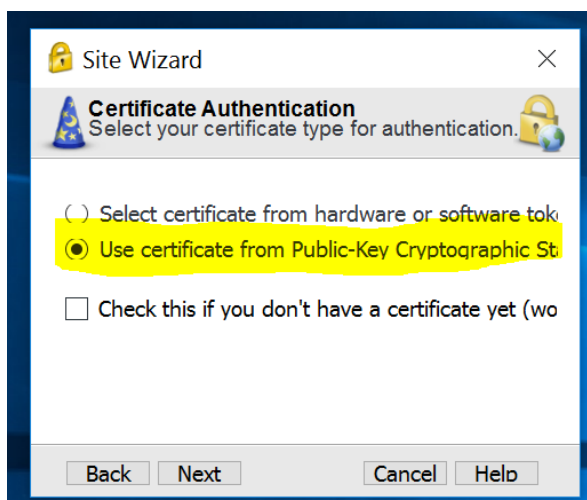 Site Wizard
Certificate Authentication
Select your certificate type for authentication.
Select certificate from hardware or software tok
Use certificate from Public-Key Cryptographic St
Check this if you don't have a certificate yet (wo
Back Next Cancel Help